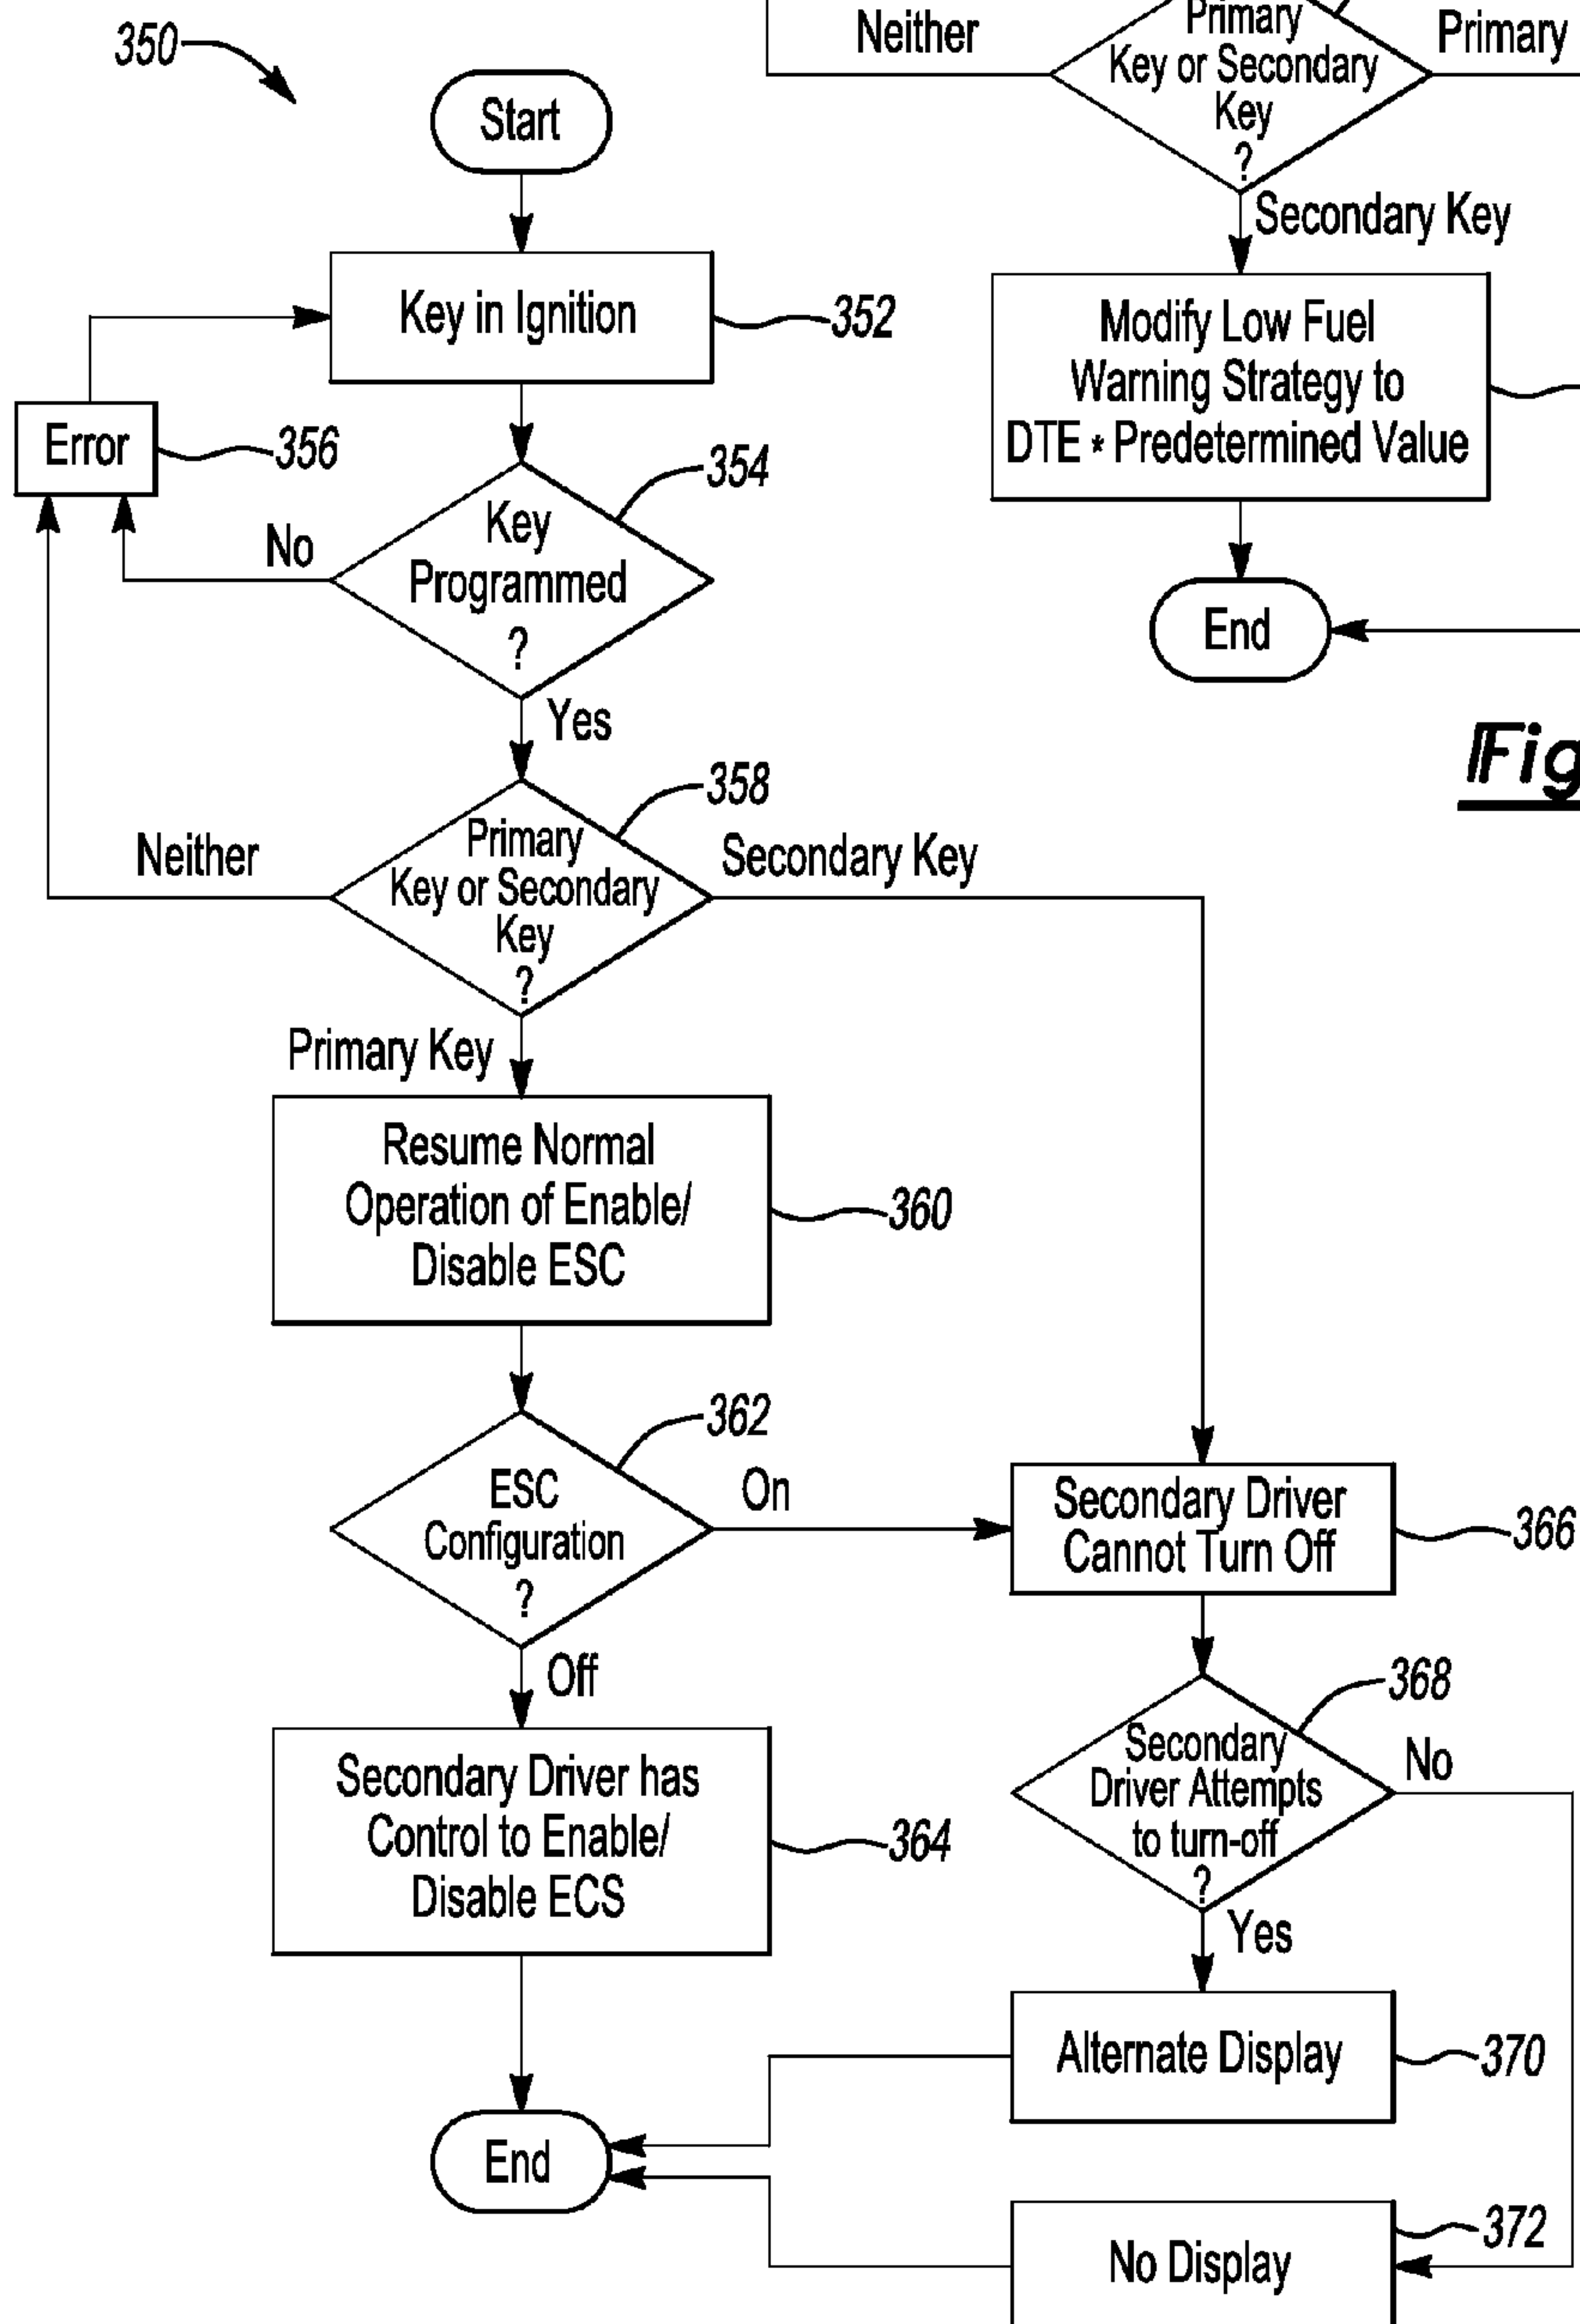 350
Start
Key in Ignition
352
Error
356
354
Key
Programmed
?
No
Yes
358
Primary
Key or Secondary
Key
?
Neither
Secondary Key
Primary Key
Resume Normal
Operation of Enable/
Disable ESC
360
362
ESC
Configuration
?
On
Off
Secondary Driver has
Control to Enable/
Disable ECS
364
Secondary Driver
Cannot Turn Off
366
368
Secondary
Driver Attempts
to turn-off
?
No
Yes
Alternate Display
370
End
No Display
372
Neither
Primary
Key or Secondary
Key
?
Primary
Secondary Key
Modify Low Fuel
Warning Strategy to
DTE * Predetermined Value
End
Fig